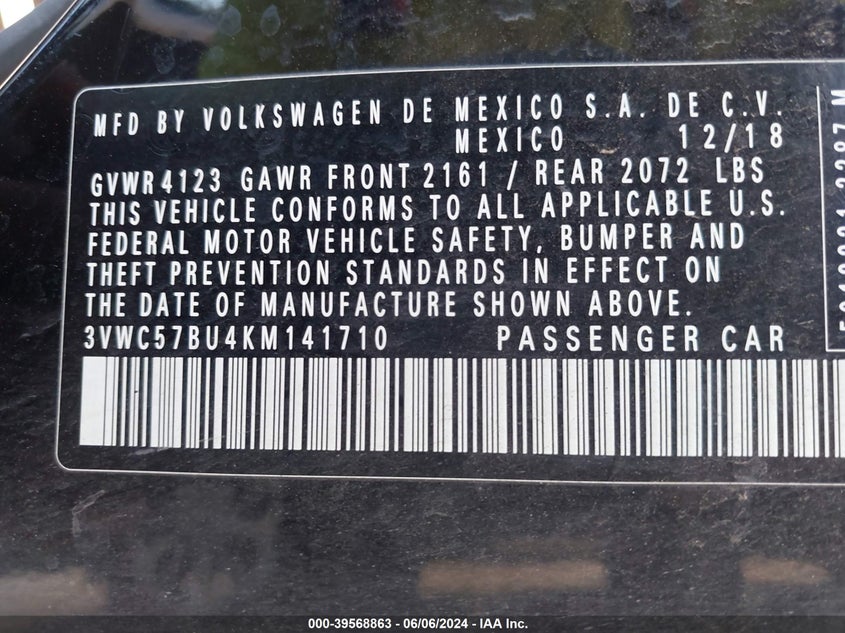 MFD BY VOLKSWAGEN DE MEXICO S.A. DE C.V.
MEXICO 12/18
GVWR 4123 GAWR FRONT 2161 / REAR 2072 LBS
THIS VEHICLE CONFORMS TO ALL APPLICABLE U.S.
FEDERAL MOTOR VEHICLE SAFETY, BUMPER AND
THEFT PREVENTION STANDARDS IN EFFECT ON
THE DATE OF MANUFACTURE SHOWN ABOVE.
3VWC57BU4KM141710 PASSENGER CAR
000-39568863 - 06/06/2024 - IAA Inc.